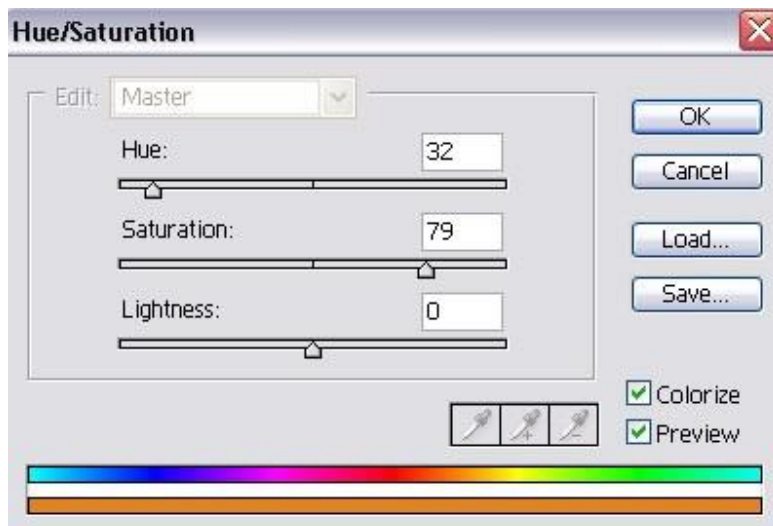 Hue/Saturation
Edit: Master
Hue: 32
Saturation: 79
Lightness: 0
OK
Cancel
Load...
Save...
Colorize
Preview